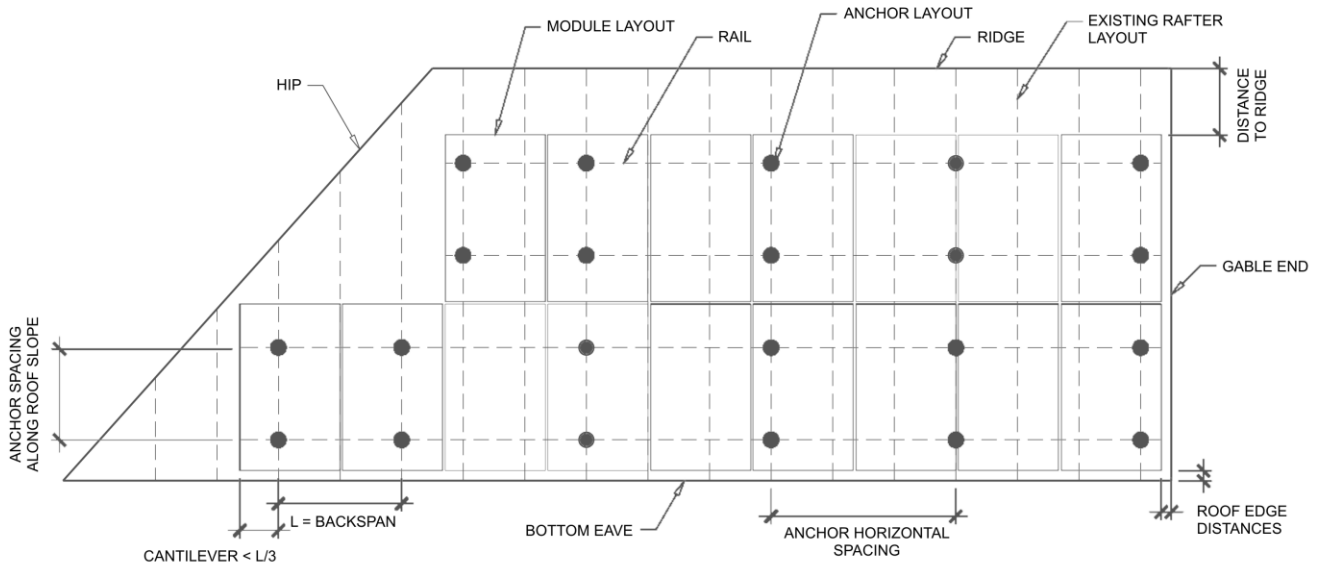 MODULE LAYOUT
RAIL
ANCHOR LAYOUT
RIDGE
EXISTING RAFTER
LAYOUT
HIP
DISTANCE
TO RIDGE
GABLE END
ANCHOR SPACING
ALONG ROOF SLOPE
L = BACKSPAN
CANTILEVER < L/3
BOTTOM EAVE
ANCHOR HORIZONTAL
SPACING
ROOF EDGE
DISTANCES